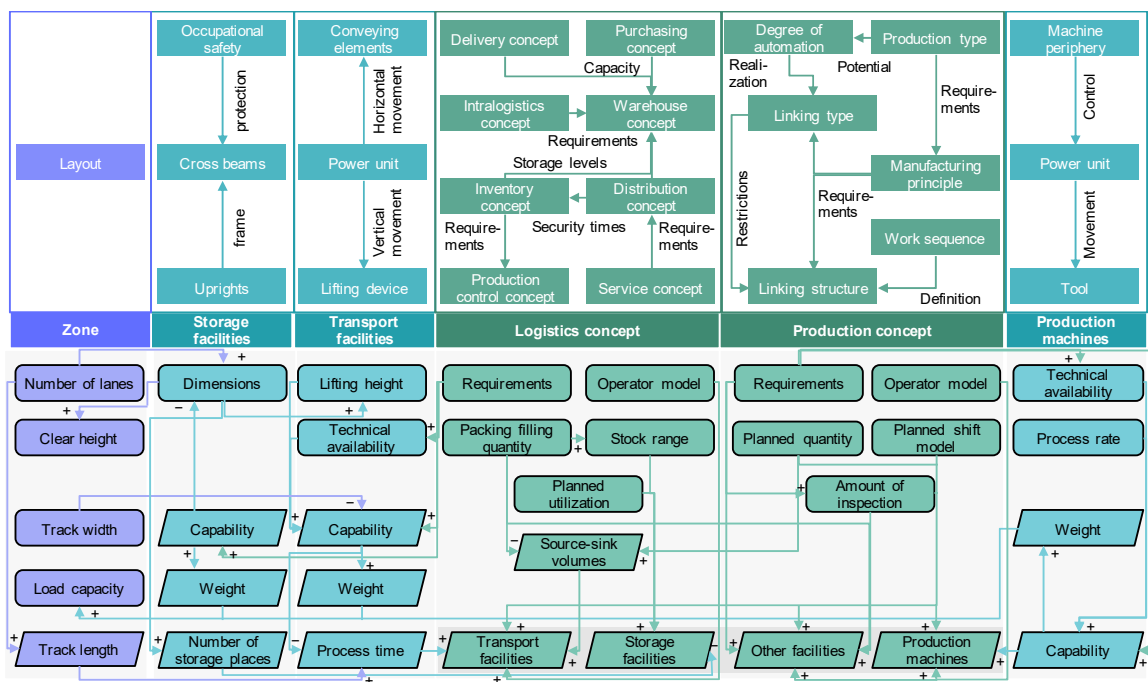 Occupational
safety
Conveying
elements
Delivery concept
Purchasing
concept
Degree of
automation
Production type
Machine
periphery
Capacity
Reali-
zation
Potential
protection
Horizontal
movement
Intralogistics
concept
Warehouse
concept
Linking type
Require-
ments
Control
Requirements
Layout
Cross beams
Power unit
Storage levels
Manufacturing
principle
Power unit
Inventory
concept
Distribution
concept
frame
Vertical
movement
Require-
ments
Security times
Require-
ments
Restrictions
Require-
ments
Work sequence
Movement
Uprights
Lifting device
Production
control concept
Service concept
Linking structure
Definition
Tool
Zone
Storage
facilities
Transport
facilities
Logistics concept
Production concept
Production
machines
+
+
Number of lanes
Dimensions
Lifting height
Requirements
Operator model
Requirements
Operator model
Technical
availability
+
–
+
+
Clear height
Technical
availability
Packing filling
quantity
+
Stock range
Planned quantity
Planned shift
model
Process rate
Planned
utilization
+
Amount of
inspection
–
Track width
Capability
+
Capability
+
Weight
+
+
+
–
Source-sink
volumes
+
+
Load capacity
Weight
Weight
+
+
+
+
–
+
+
+
+
+
+
Track length
Number of
storage places
Process time
Transport
facilities
Storage
facilities
–
Other facilities
Production
machines
Capability
+
+
+
+
+
+
+
+
+
+